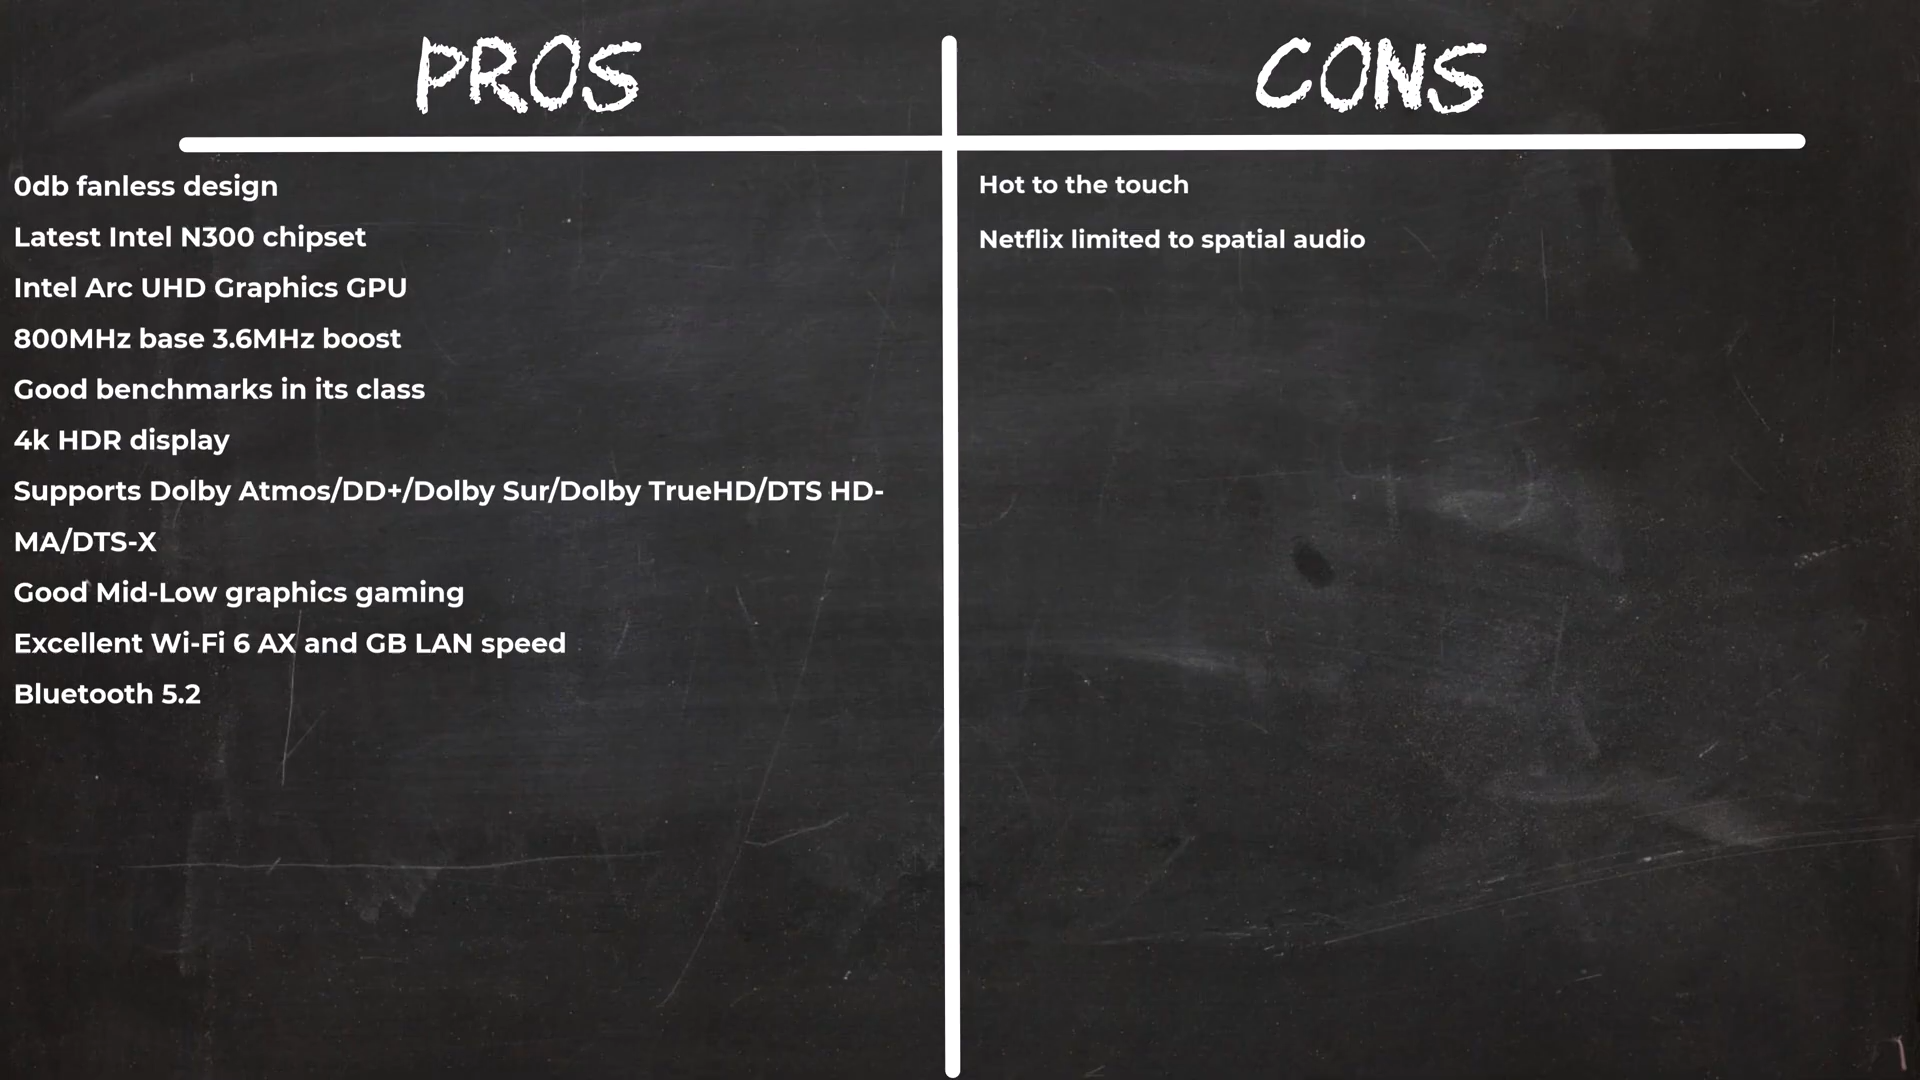 PROS
CONS
0db fanless design
Latest Intel N300 chipset
Intel Arc UHD Graphics GPU
800MHz base 3.6MHz boost
Good benchmarks in its class
4k HDR display
Supports Dolby Atmos/DD+/Dolby Sur/Dolby TrueHD/DTS HD-
MA/DTS-X
Good Mid-Low graphics gaming
Excellent Wi-Fi 6 AX and GB LAN speed
Bluetooth 5.2
Hot to the touch
Netflix limited to spatial audio